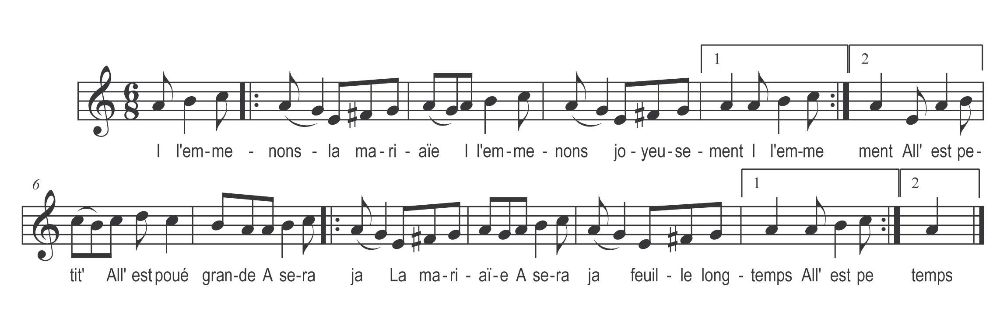 1 2
6 8
I l'em-me - nons - la ma-ri - aïe I l'em-me - nons jo-yeu-se - ment I l'em-me ment All' est pe-
6 1 2
tit' All' est poué gran-de A se-ra ja La ma-ri - aï-e A se-ra ja feuil - le long - temps All' est pe temps